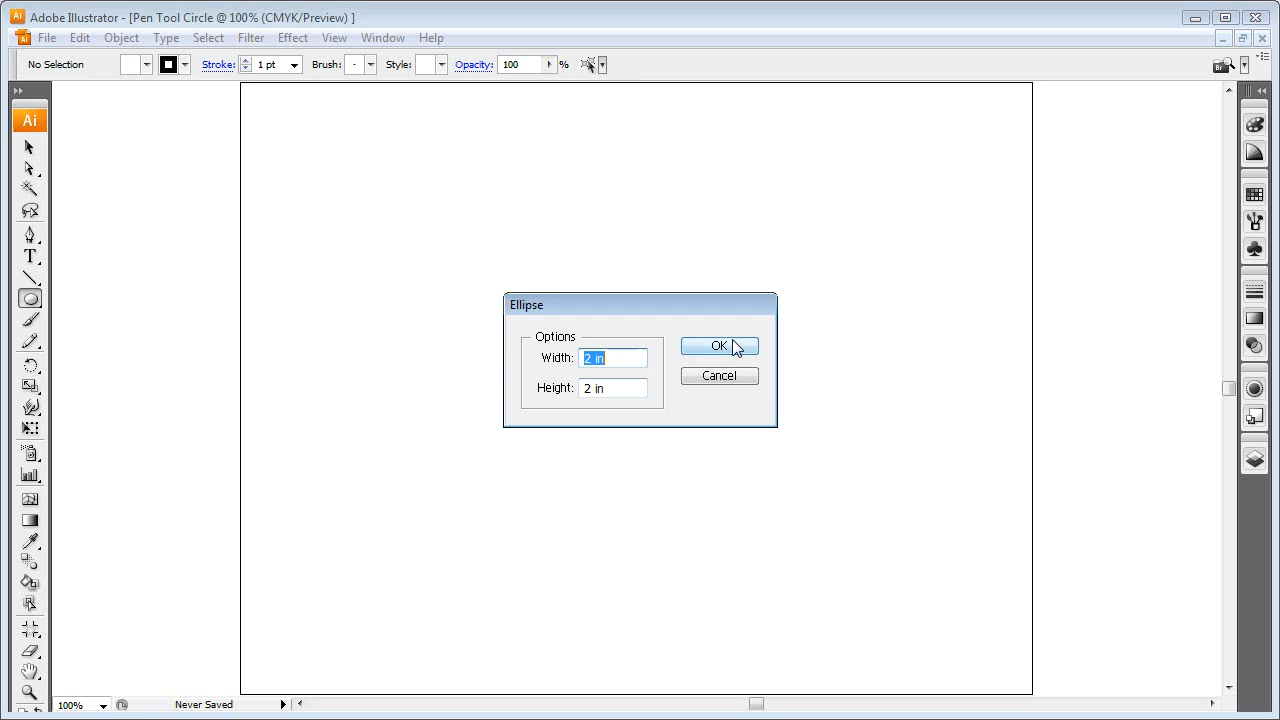 Ai Adobe Illustrator - [Pen Tool Circle @ 100% (CMYK/Preview) ]
File Edit Object Type Select Filter Effect View Window Help
No Selection Stroke: 1 pt Brush: - Style: Opacity: 100 % Br
Ai
T
Ellipse
Options
Width: 2 in
OK
Height: 2 in
Cancel
100% Never Saved